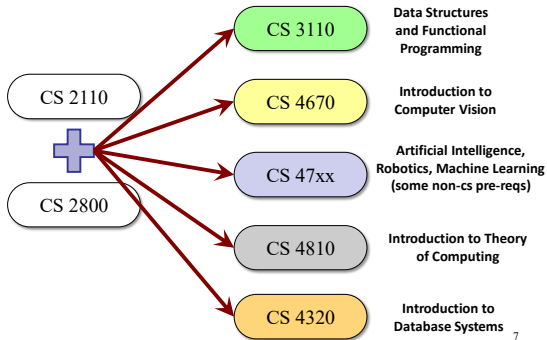 CS 2110
CS 2800
CS 3110
Data Structures
and Functional
Programming
CS 4670
Introduction to
Computer Vision
CS 47xx
Artificial Intelligence,
Robotics, Machine Learning
(some non-cs pre-reqs)
CS 4810
Introduction to Theory
of Computing
CS 4320
Introduction to
Database Systems
7